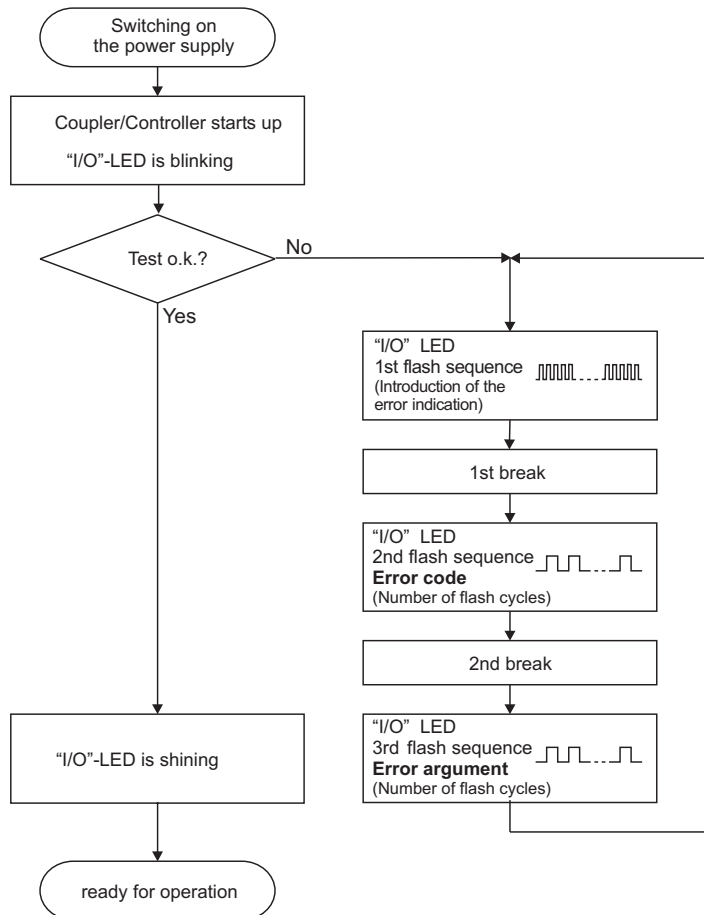 Switching on
the power supply
Coupler/Controller starts up
“I/O”-LED is blinking
Test o.k.?
No
Yes
“I/O” LED
1st flash sequence
(Introduction of the
error indication)
1st break
“I/O” LED
2nd flash sequence
Error code
(Number of flash cycles)
2nd break
“I/O” LED
3rd flash sequence
Error argument
(Number of flash cycles)
“I/O”-LED is shining
ready for operation